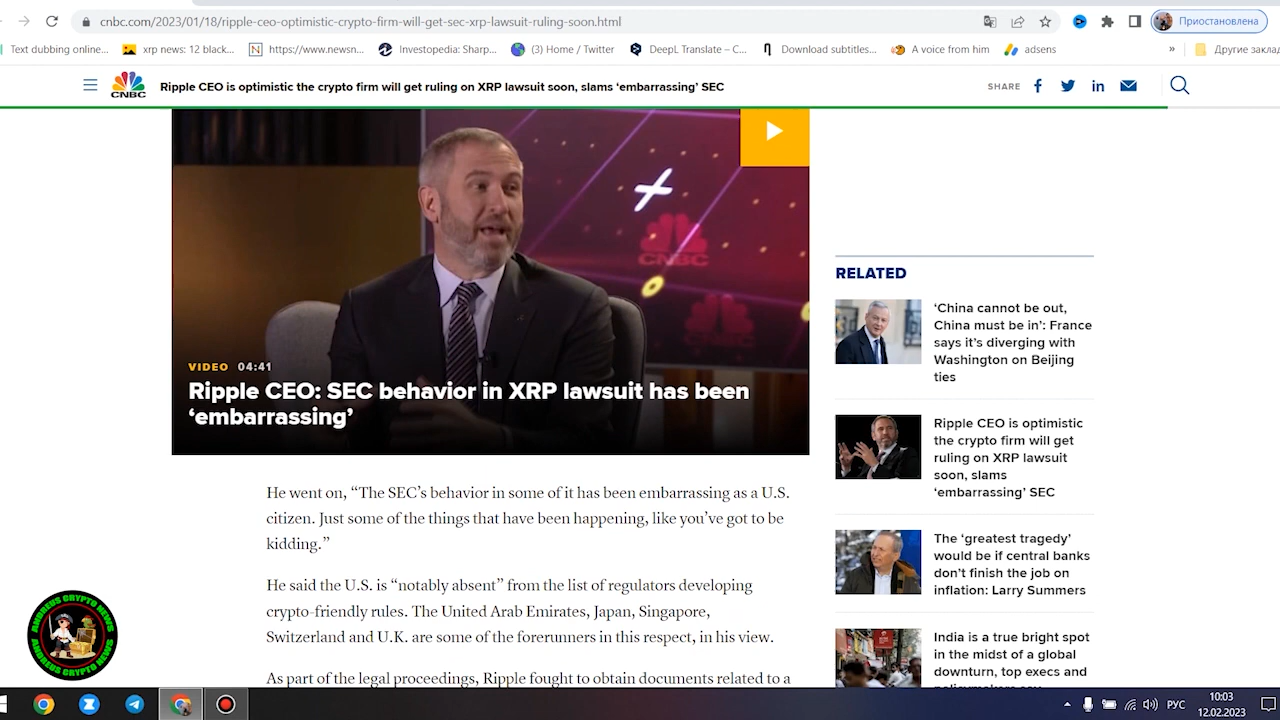 cnbc.com/2023/01/18/ripple-ceo-optimistic-crypto-firm-will-get-sec-xrp-lawsuit-ruling-soon.html
Приостановлена
Text dubbing online...
xrp news: 12 black...
https://www.newsn...
Investopedia: Sharp...
(3) Home / Twitter
DeepL Translate – C...
Download subtitles...
A voice from him
adsens
»
Другие закла
CNBC
Ripple CEO is optimistic the crypto firm will get ruling on XRP lawsuit soon, slams ‘embarrassing’ SEC
SHARE
CNBC
VIDEO 04:41
Ripple CEO: SEC behavior in XRP lawsuit has been
‘embarrassing’
He went on, “The SEC’s behavior in some of it has been embarrassing as a U.S.
citizen. Just some of the things that have been happening, like you’ve got to be
kidding.”
He said the U.S. is “notably absent” from the list of regulators developing
crypto-friendly rules. The United Arab Emirates, Japan, Singapore,
Switzerland and U.K. are some of the forerunners in this respect, in his view.
As part of the legal proceedings, Ripple fought to obtain documents related to a
RELATED
‘China cannot be out,
China must be in’: France
says it’s diverging with
Washington on Beijing
ties
Ripple CEO is optimistic
the crypto firm will get
ruling on XRP lawsuit
soon, slams
‘embarrassing’ SEC
The ‘greatest tragedy’
would be if central banks
don’t finish the job on
inflation: Larry Summers
India is a true bright spot
in the midst of a global
downturn, top execs and
ANDREUS CRYPTO NEWS
ANDREUS CRYPTO NEWS
РУС
10:03
12.02.2023